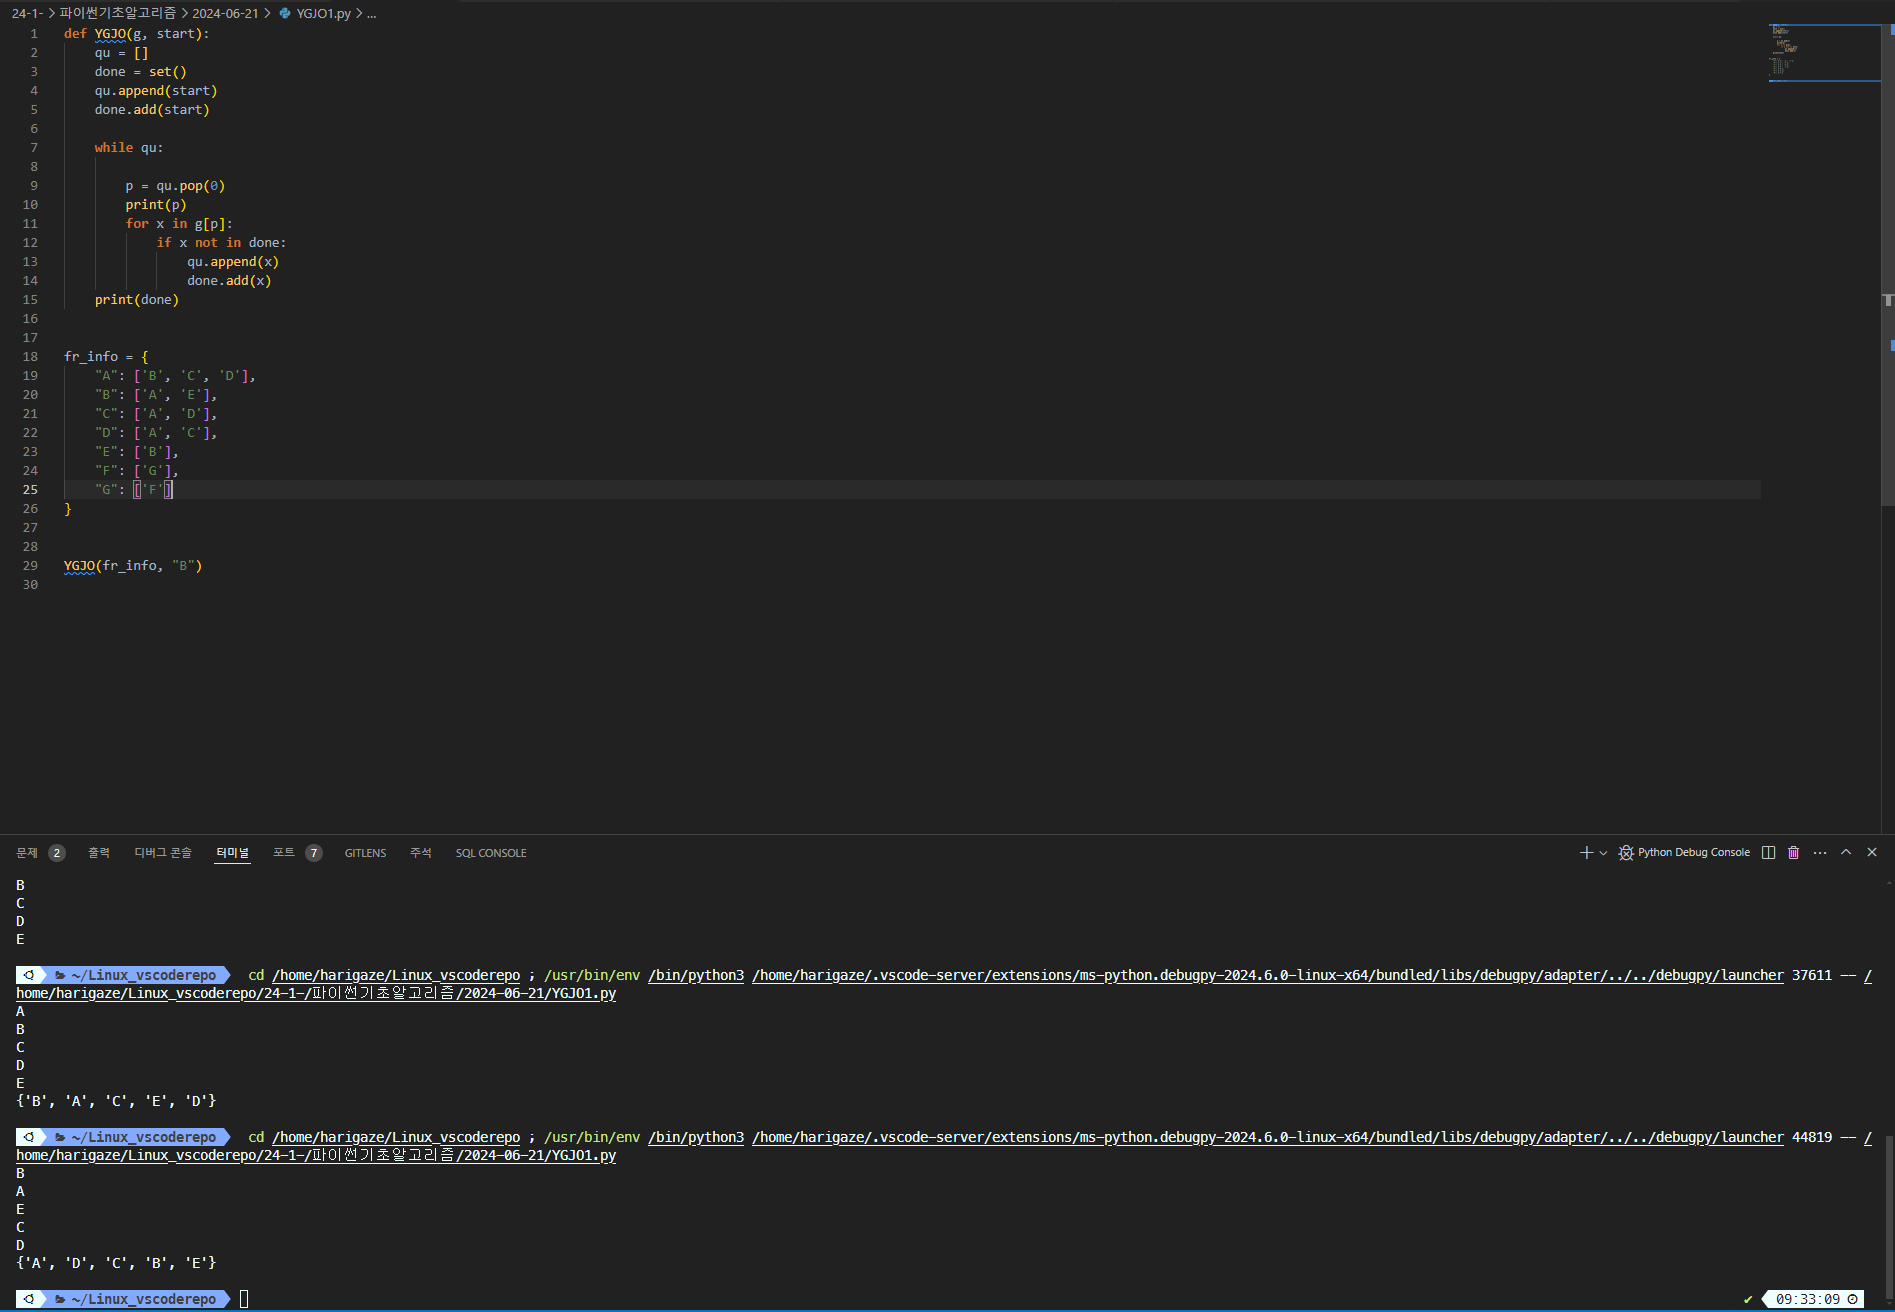 24-1- > 파이썬기초알고리즘 > 2024-06-21 > YGJO1.py > ...
1 def YGJO(g, start):
2     qu = []
3     done = set()
4     qu.append(start)
5     done.add(start)
6
7     while qu:
8
9         p = qu.pop(0)
10         print(p)
11         for x in g[p]:
12             if x not in done:
13                 qu.append(x)
14                 done.add(x)
15     print(done)
16
17
18 fr_info = {
19     "A": ['B', 'C', 'D'],
20     "B": ['A', 'E'],
21     "C": ['A', 'D'],
22     "D": ['A', 'C'],
23     "E": ['B'],
24     "F": ['G'],
25     "G": ['F']
26 }
27
28
29 YGJO(fr_info, "B")
30
문제 2 출력 디버그 콘솔 터미널 포트 7 GITLENS 주석 SQL CONSOLE Python Debug Console
B
C
D
E
~/Linux_vscoderepo cd /home/harigaze/Linux_vscoderepo ; /usr/bin/env /bin/python3 /home/harigaze/.vscode-server/extensions/ms-python.debugpy-2024.6.0-linux-x64/bundled/libs/debugpy/adapter/../../debugpy/launcher 37611 -- /
home/harigaze/Linux_vscoderepo/24-1-/파이썬기초알고리즘/2024-06-21/YGJO1.py
A
B
C
D
E
{'B', 'A', 'C', 'E', 'D'}
~/Linux_vscoderepo cd /home/harigaze/Linux_vscoderepo ; /usr/bin/env /bin/python3 /home/harigaze/.vscode-server/extensions/ms-python.debugpy-2024.6.0-linux-x64/bundled/libs/debugpy/adapter/../../debugpy/launcher 44819 -- /
home/harigaze/Linux_vscoderepo/24-1-/파이썬기초알고리즘/2024-06-21/YGJO1.py
B
A
E
C
D
{'A', 'D', 'C', 'B', 'E'}
~/Linux_vscoderepo ✔ 09:33:09